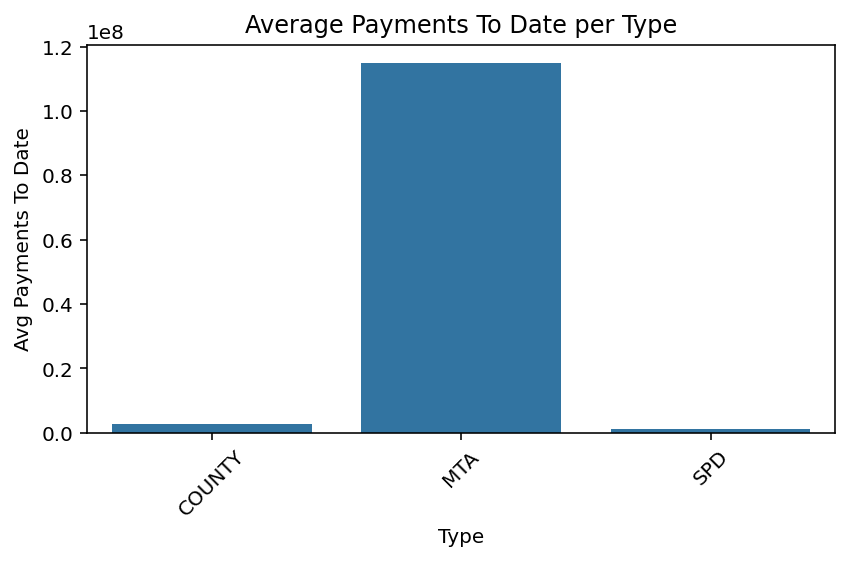 Average Payments To Date per Type
1e8
1.2
1.0
0.8
0.6
0.4
0.2
0.0
Avg Payments To Date
COUNTY
MTA
SPD
Type